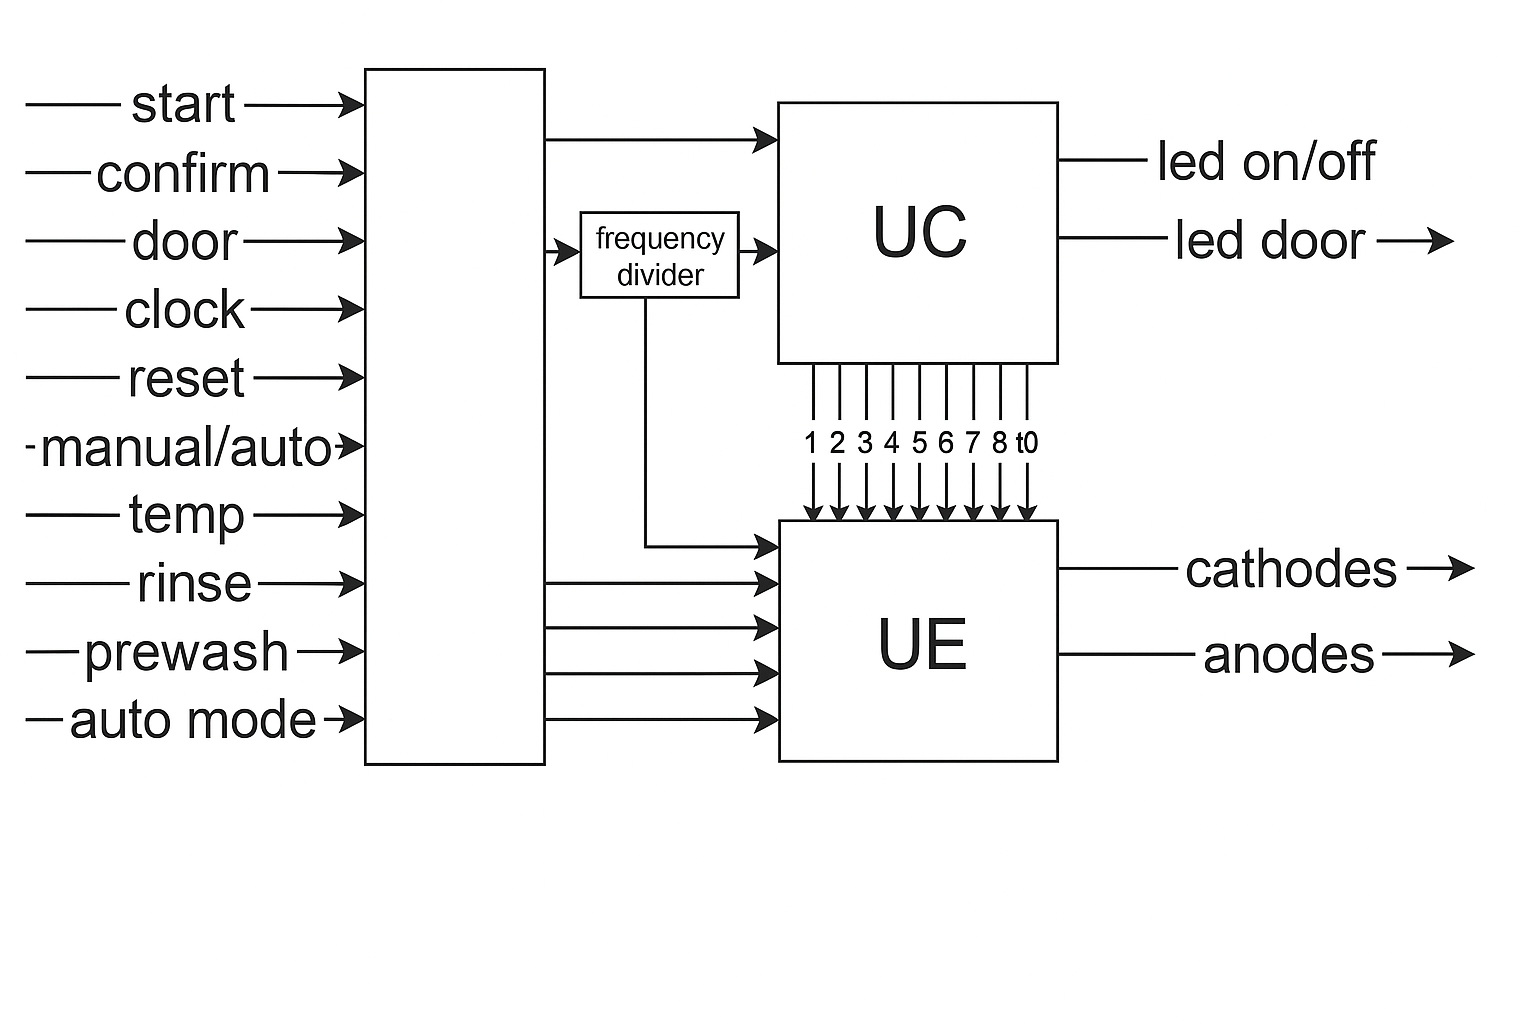 start
confirm
door
clock
reset
manual/auto
temp
rinse
prewash
auto mode
frequency
divider
UC
led on/off
led door
1 2 3 4 5 6 7 8 t0
UE
cathodes
anodes